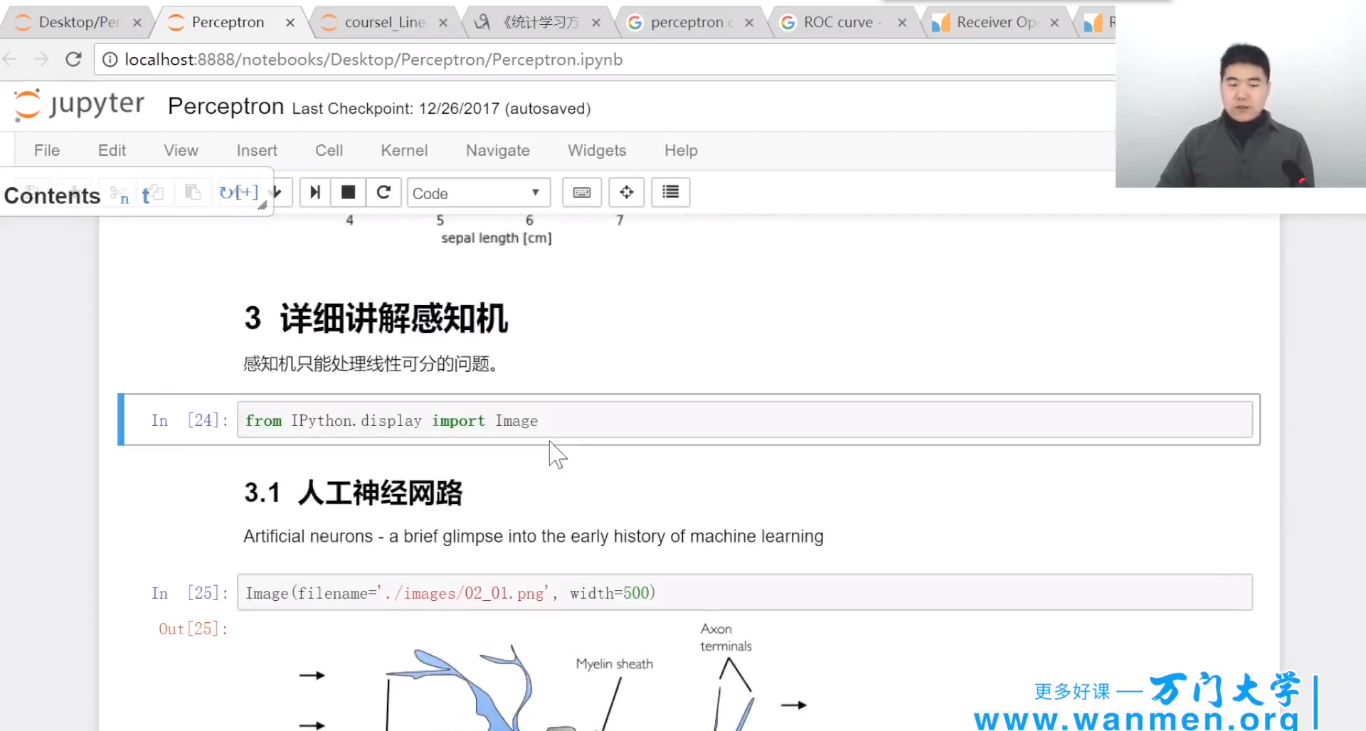 Desktop/Per
Perceptron
coursel_Line
《统计学习方
perceptron
ROC curve -
Receiver Op
localhost:8888/notebooks/Desktop/Perceptron/Perceptron.ipynb
jupyter Perceptron Last Checkpoint: 12/26/2017 (autosaved)
File Edit View Insert Cell Kernel Navigate Widgets Help
Contents n t [+] Code
4 5 6 7
sepal length [cm]
3 详细讲解感知机
感知机只能处理线性可分的问题。
In [24]: from IPython.display import Image
3.1 人工神经网路
Artificial neurons - a brief glimpse into the early history of machine learning
In [25]: Image(filename='./images/02_01.png', width=500)
Out[25]:
Axon
terminals
Myelin sheath
更多好课 — 万门大学
www.wanmen.org